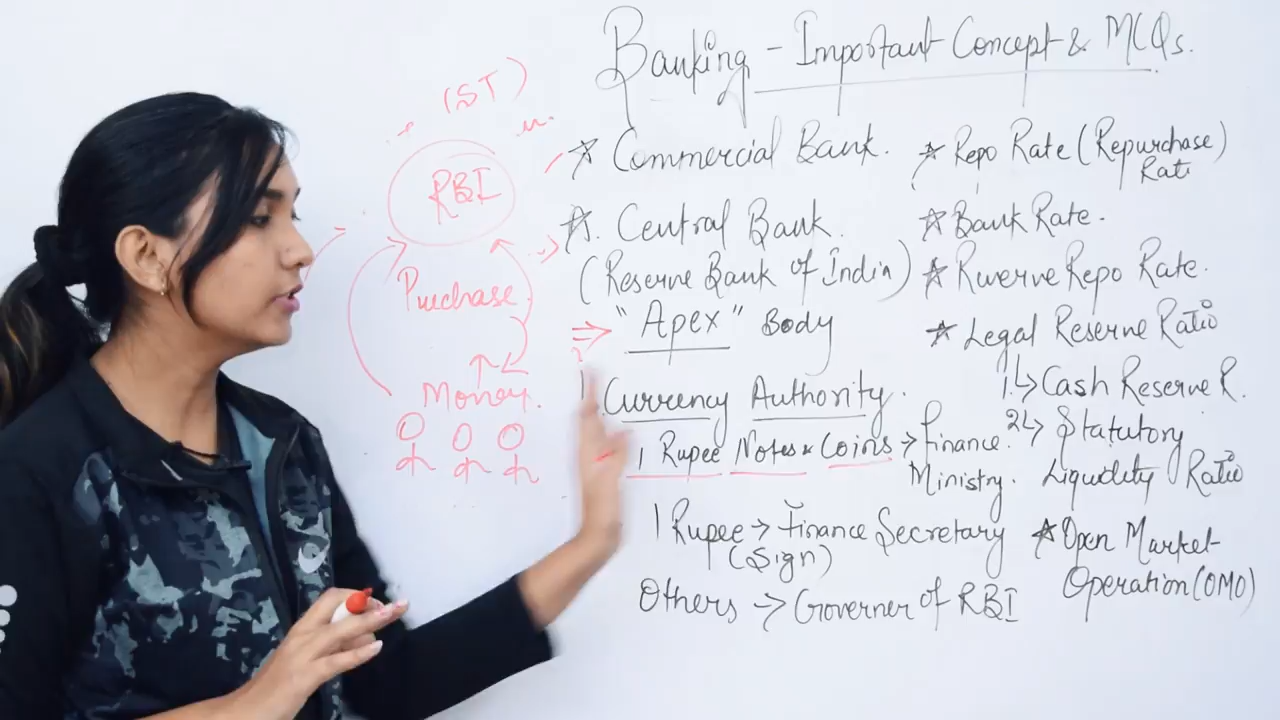 Banking - Important Concept & MCQs.
(ST)
RBI
Purchase
Money.
☆ Commercial Bank.
☆. Central Bank.
(Reserve Bank of India)
⇒ "Apex" Body
1. Currency Authority.
1 Rupee Notes & Coins → Finance Ministry.
1 Rupee → Finance Secretary
(Sign)
Others → Governer of RBI
☆ Repo Rate (Repurchase)
Rate
☆ Bank Rate.
☆ Rverve Repo Rate.
☆ Legal Reserve Ratio
1. ↳ Cash Reserve R.
2 ↳ Statutory
Liquidity Ratio
☆ Open Market
Operation (OMO)